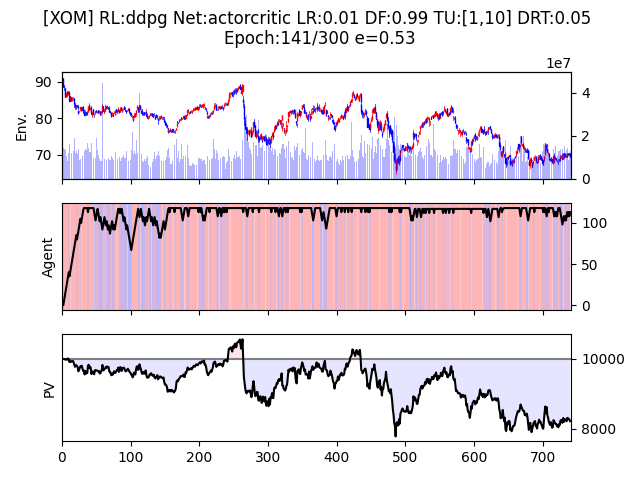 [XOM] RL:ddpg Net:actorcritic LR:0.01 DF:0.99 TU:[1,10] DRT:0.05
Epoch:141/300 e=0.53
1e7
90
80
70
Env.
4
2
0
Agent
100
50
0
PV
10000
8000
0 100 200 300 400 500 600 700